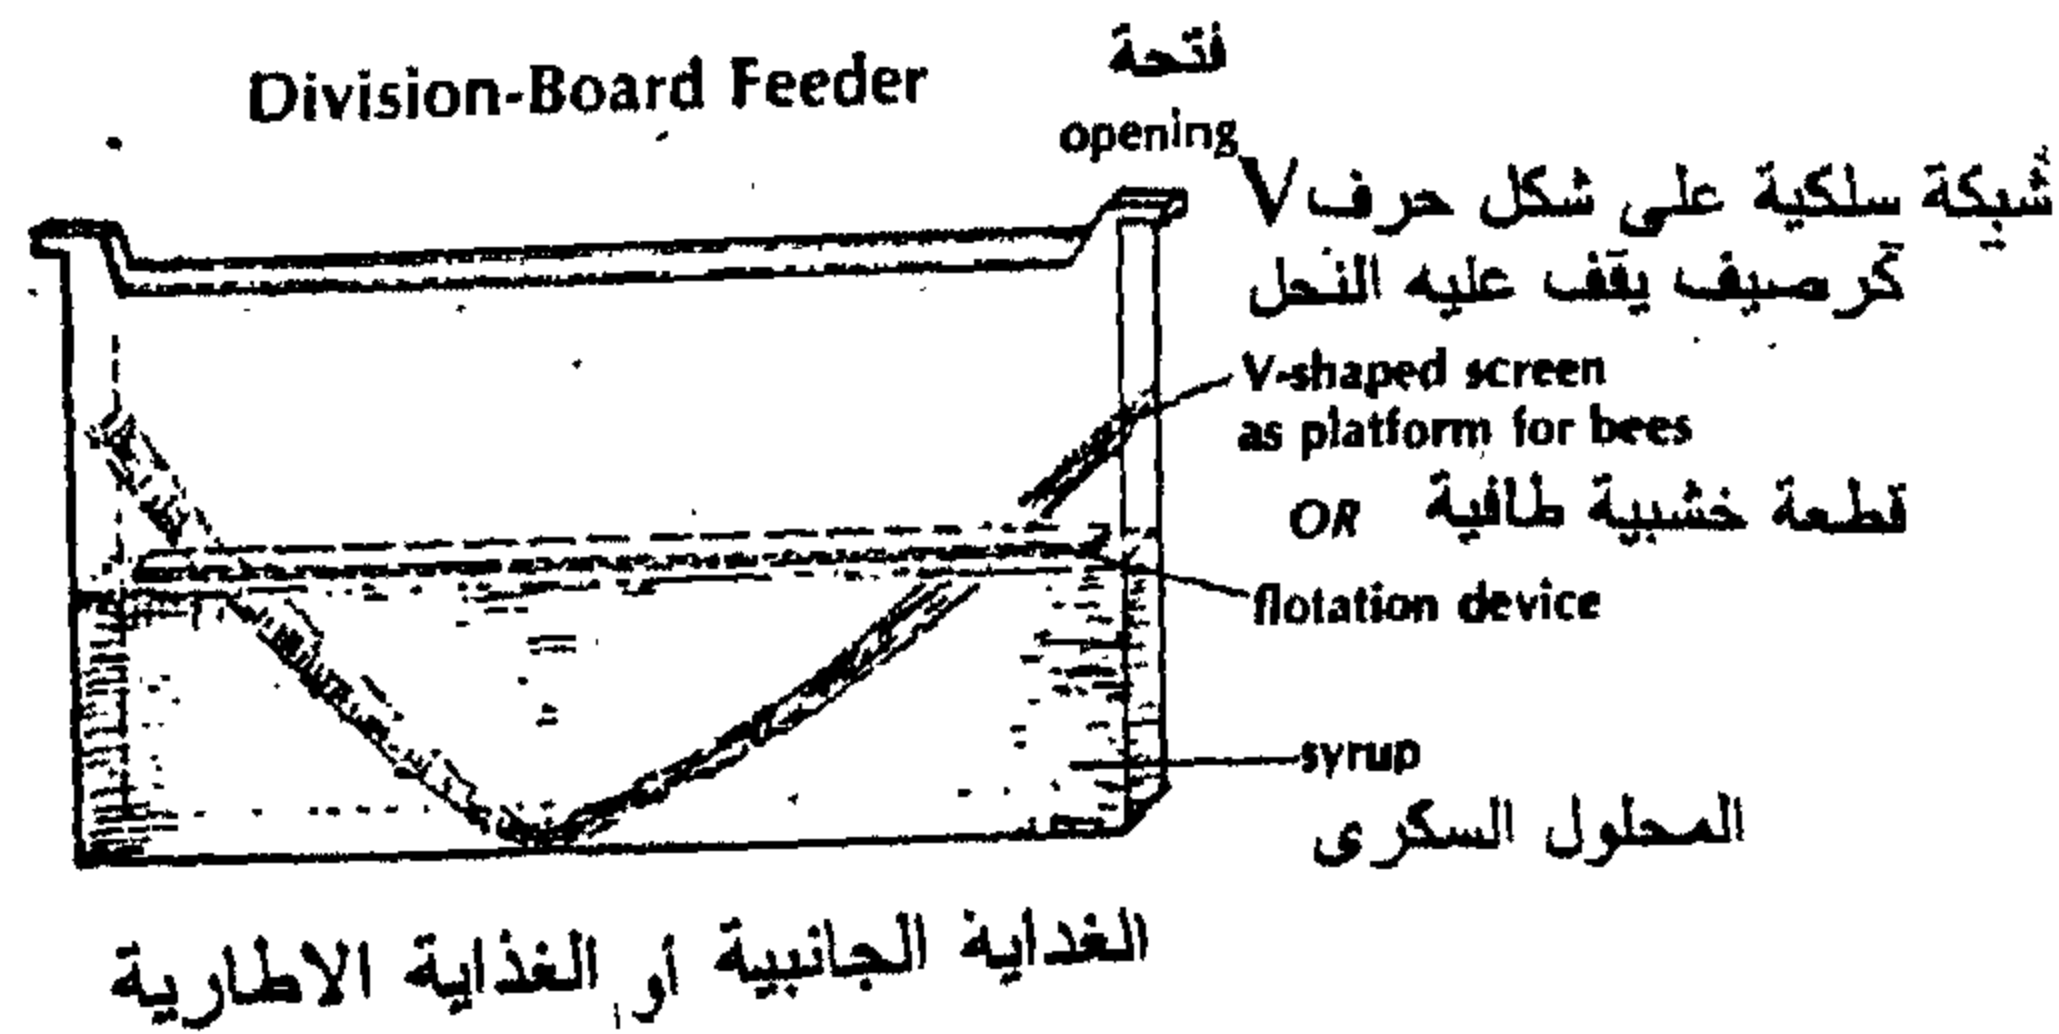 Division-Board Feeder
فتحة
opening
شبكة سلكية على شكل حرف V
كرصيف يقف عليه النحل
V-shaped screen
as platform for bees
OR قطعة خشبية طافية
flotation device
syrup
المحلول السكرى
الغداية الجانبية أو الغذاية الاطارية